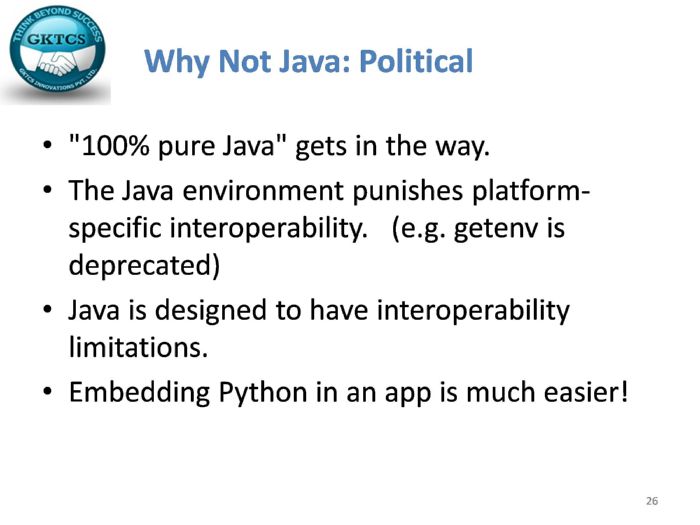 THINK BEYOND SUCCESS
GKTCS
GKTCS INNOVATIONS PVT. LTD.
Why Not Java: Political
• "100% pure Java" gets in the way.
• The Java environment punishes platform-
specific interoperability. (e.g. getenv is
deprecated)
• Java is designed to have interoperability
limitations.
• Embedding Python in an app is much easier!
26